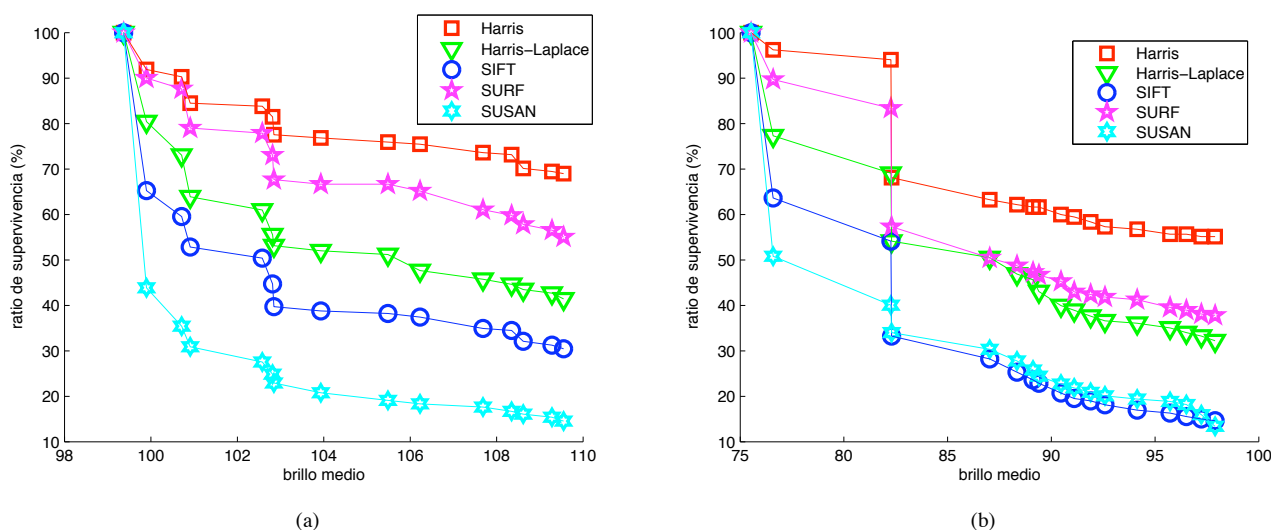 100
90
80
70
60
50
40
30
20
10
98
100
102
104
106
108
110
ratio de supervivencia (%)
brillo medio
Harris
Harris−Laplace
SIFT
SURF
SUSAN
(a)
100
90
80
70
60
50
40
30
20
10
75
80
85
90
95
100
ratio de supervivencia (%)
brillo medio
Harris
Harris−Laplace
SIFT
SURF
SUSAN
(b)